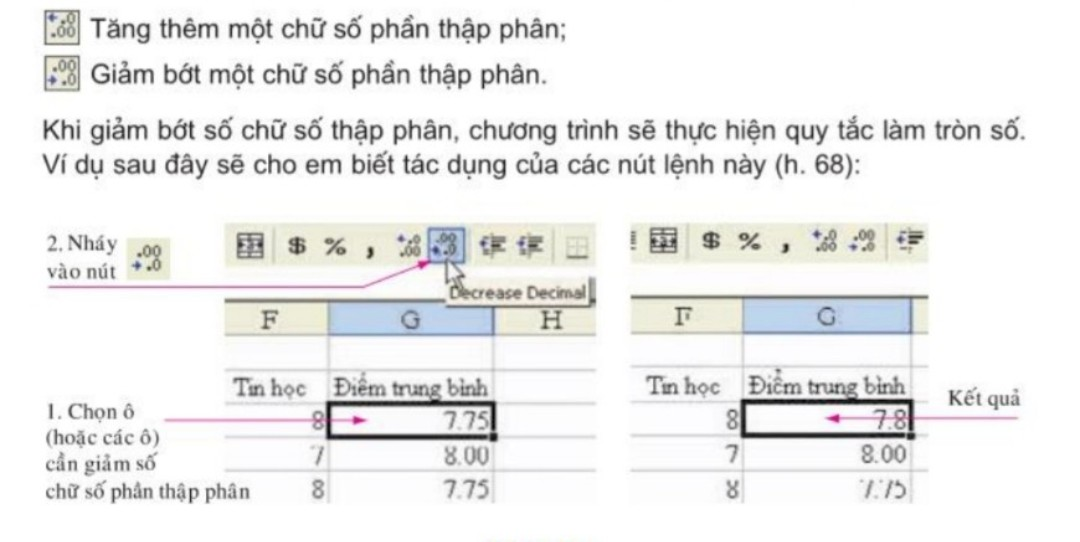 Tăng thêm một chữ số phần thập phân;
Giảm bớt một chữ số phần thập phân.
Khi giảm bớt số chữ số thập phân, chương trình sẽ thực hiện quy tắc làm tròn số.
Ví dụ sau đây sẽ cho em biết tác dụng của các nút lệnh này (h. 68):
2. Nháy
vào nút
.00
.0
$ % ,
Decrease Decimal
F G H
Tin học Điểm trung bình
8 7.75
7 8.00
8 7.75
1. Chọn ô
(hoặc các ô)
cần giảm số
chữ số phần thập phân
$ % ,
F G
Tin học Điểm trung bình
8 7.8
7 8.00
8 7.75
Kết quả